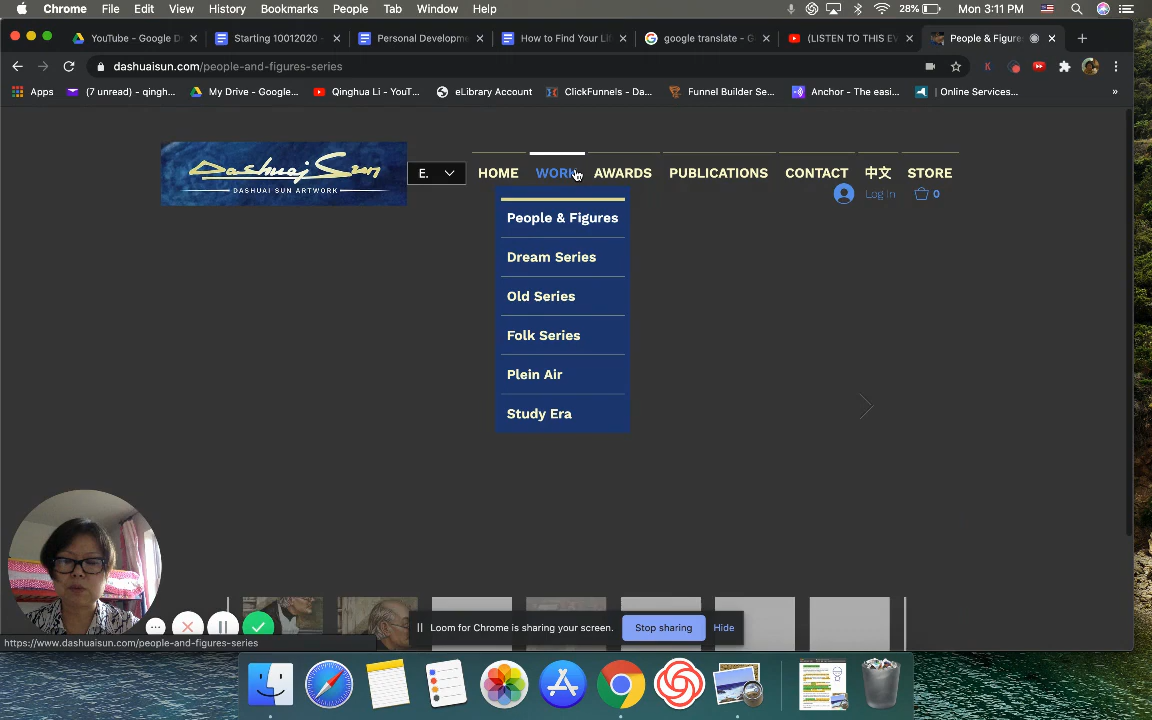 Chrome File Edit View History Bookmarks People Tab Window Help 28% Mon 3:11 PM
YouTube - Google D Starting 10012020 - Personal Developme How to Find Your Li google translate - G (LISTEN TO THIS EV People & Figure
dashuaisun.com/people-and-figures-series
Apps (7 unread) - qingh... My Drive - Google... Qinghua Li - YouT... eLibrary Account ClickFunnels - Da... Funnel Builder Se... Anchor - The easi... | Online Services... »
Dashuai Sun
DASHUAI SUN ARTWORK
E. HOME WORK AWARDS PUBLICATIONS CONTACT 中文 STORE
Log In 0
People & Figures
Dream Series
Old Series
Folk Series
Plein Air
Study Era
Loom for Chrome is sharing your screen. Stop sharing Hide
https://www.dashuaisun.com/people-and-figures-series